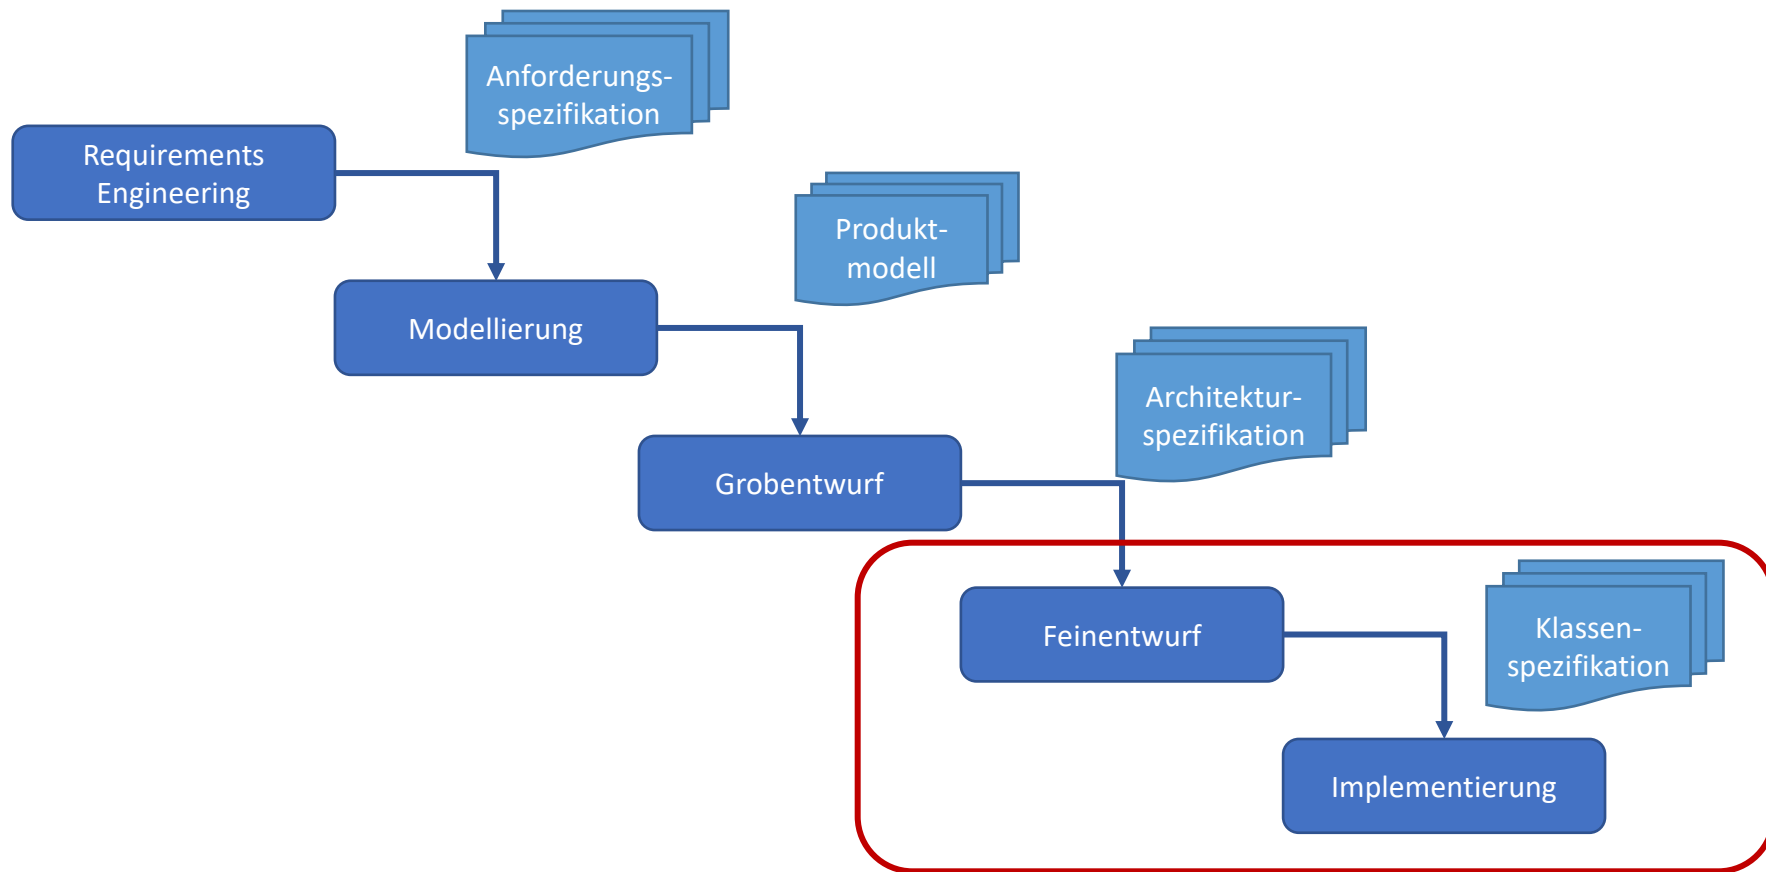 Anforderungs-
spezifikation
Requirements
Engineering
Produkt-
modell
Modellierung
Architektur-
spezifikation
Grobentwurf
Feinentwurf
Klassen-
spezifikation
Implementierung